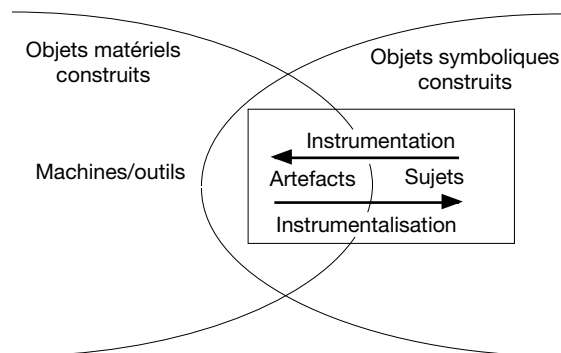 Objets matériels
construits
Objets symboliques
construits
Instrumentation
Machines/outils
Artefacts
Sujets
Instrumentalisation